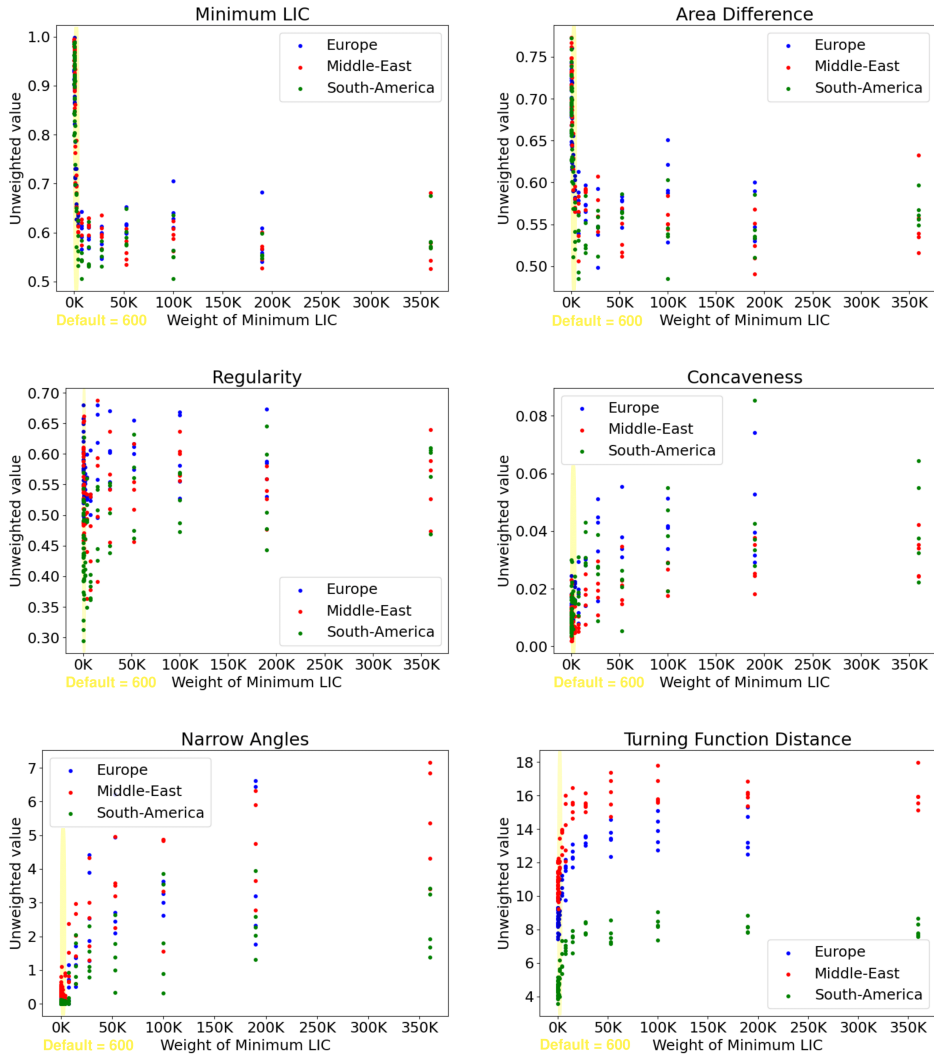 Minimum LIC
Unweighted value
1.0
0.9
0.8
0.7
0.6
0.5
Europe
Middle-East
South-America
0K 50K 100K 150K 200K 250K 300K 350K
Default = 600 Weight of Minimum LIC
Area Difference
Unweighted value
0.75
0.70
0.65
0.60
0.55
0.50
Europe
Middle-East
South-America
0K 50K 100K 150K 200K 250K 300K 350K
Default = 600 Weight of Minimum LIC
Regularity
Unweighted value
0.70
0.65
0.60
0.55
0.50
0.45
0.40
0.35
0.30
Europe
Middle-East
South-America
0K 50K 100K 150K 200K 250K 300K 350K
Default = 600 Weight of Minimum LIC
Concaveness
Unweighted value
0.08
0.06
0.04
0.02
0.00
Europe
Middle-East
South-America
0K 50K 100K 150K 200K 250K 300K 350K
Default = 600 Weight of Minimum LIC
Narrow Angles
Unweighted value
7
6
5
4
3
2
1
0
Europe
Middle-East
South-America
0K 50K 100K 150K 200K 250K 300K 350K
Default = 600 Weight of Minimum LIC
Turning Function Distance
Unweighted value
18
16
14
12
10
8
6
4
Europe
Middle-East
South-America
0K 50K 100K 150K 200K 250K 300K 350K
Default = 600 Weight of Minimum LIC